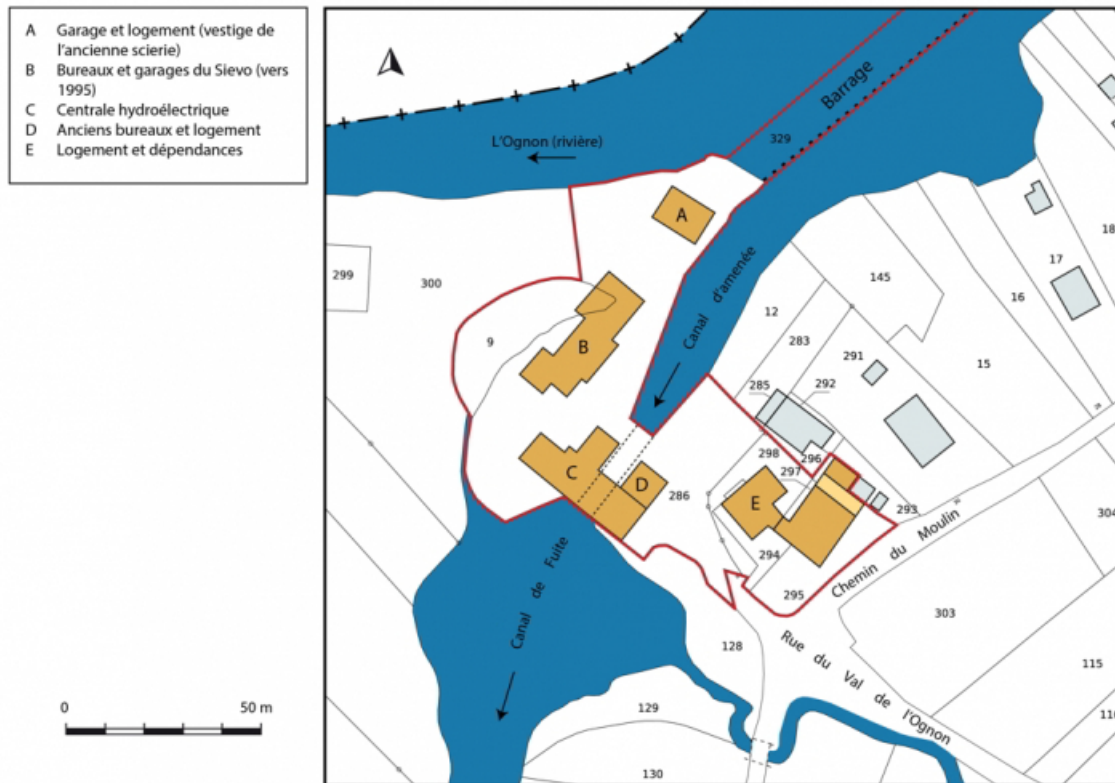 A Garage et logement (vestige de
l'ancienne scierie)
B Bureaux et garages du Sievo (vers
1995)
C Centrale hydroélectrique
D Anciens bureaux et logement
E Logement et dépendances
Barrage
L'Ognon (rivière)
329
A
18
17
299
300
145
16
Canal d'amenée
12
9
283
B
291
15
292
285
298
296
297
C
D
286
E
293
304
294
Chemin du Moulin
Canal de Fuite
295
303
128
Rue du Val de l'Ognon
115
0 50 m
129
110
130